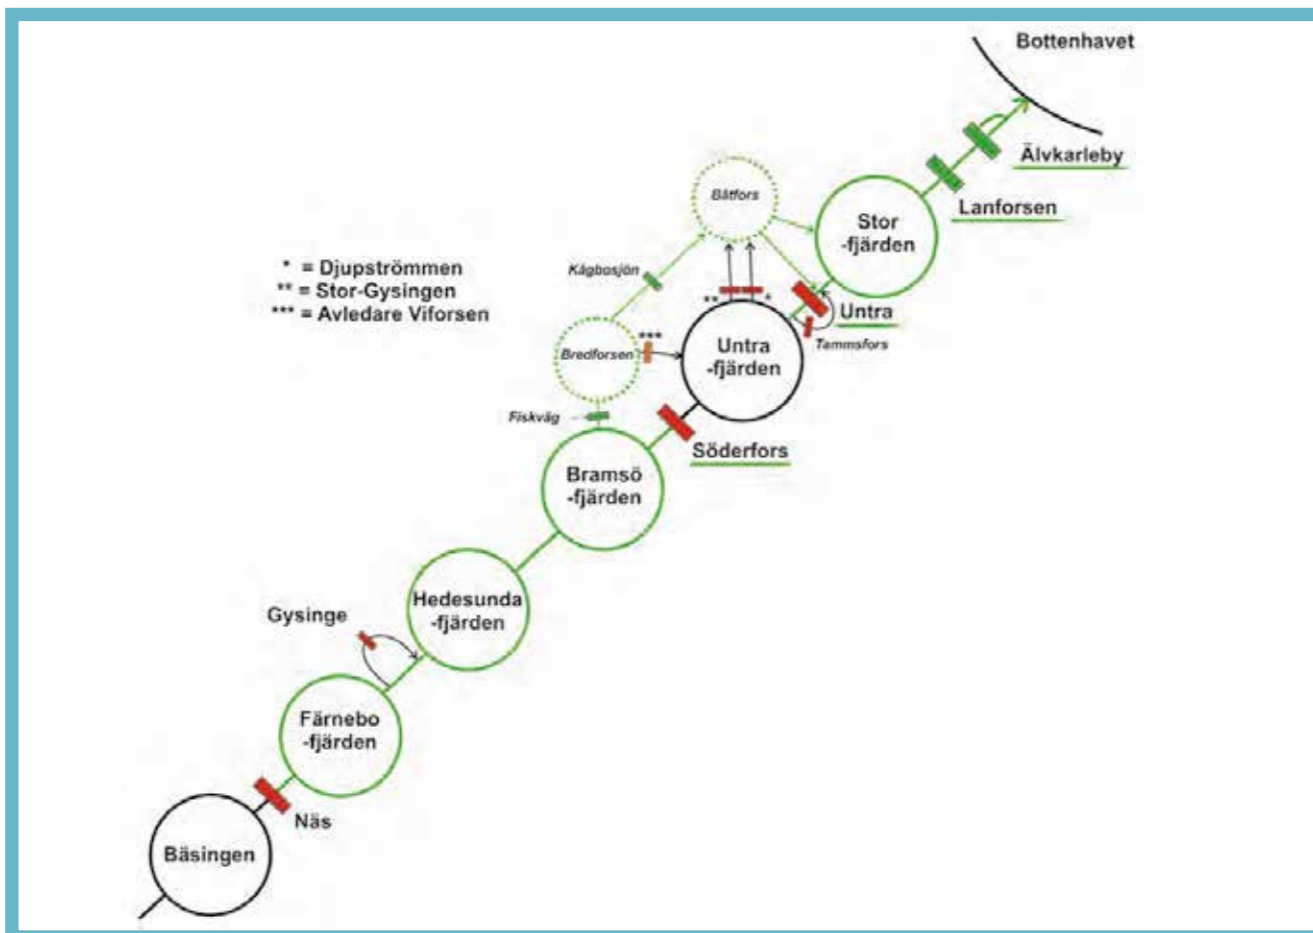 Bottenhavet
Älvkarleby
Lanforsen
Båtfors
Stor
-fjärden
Kågbosjön
* = Djupströmmen
** = Stor-Gysingen
*** = Avledare Viforsen
** *
Untra
Tammsfors
***
Bredforsen
Untra
-fjärden
Fiskväg
Söderfors
Bramsö
-fjärden
Hedesunda
-fjärden
Gysinge
Färnebo
-fjärden
Näs
Bäsingen